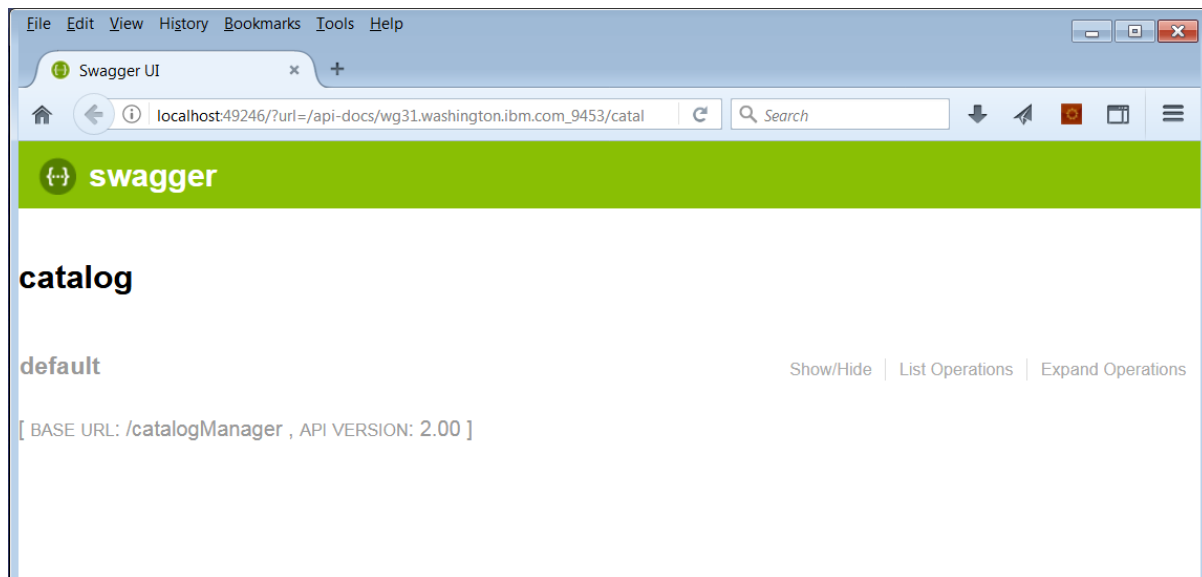 File Edit View History Bookmarks Tools Help
Swagger UI
localhost:49246/?url=/api-docs/wg31.washington.ibm.com_9453/catal
Search
{···} swagger
catalog
default
Show/Hide List Operations Expand Operations
[ BASE URL: /catalogManager , API VERSION: 2.00 ]